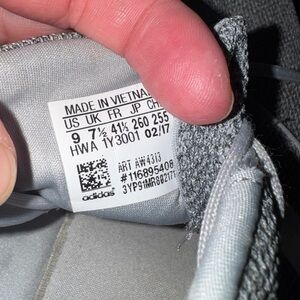 MADE IN VIETNA
US UK FR JP CH
9 7½ 41⅓ 260 255
HWA 1Y3001 02/17
ART AW4313
#116895408
adidas